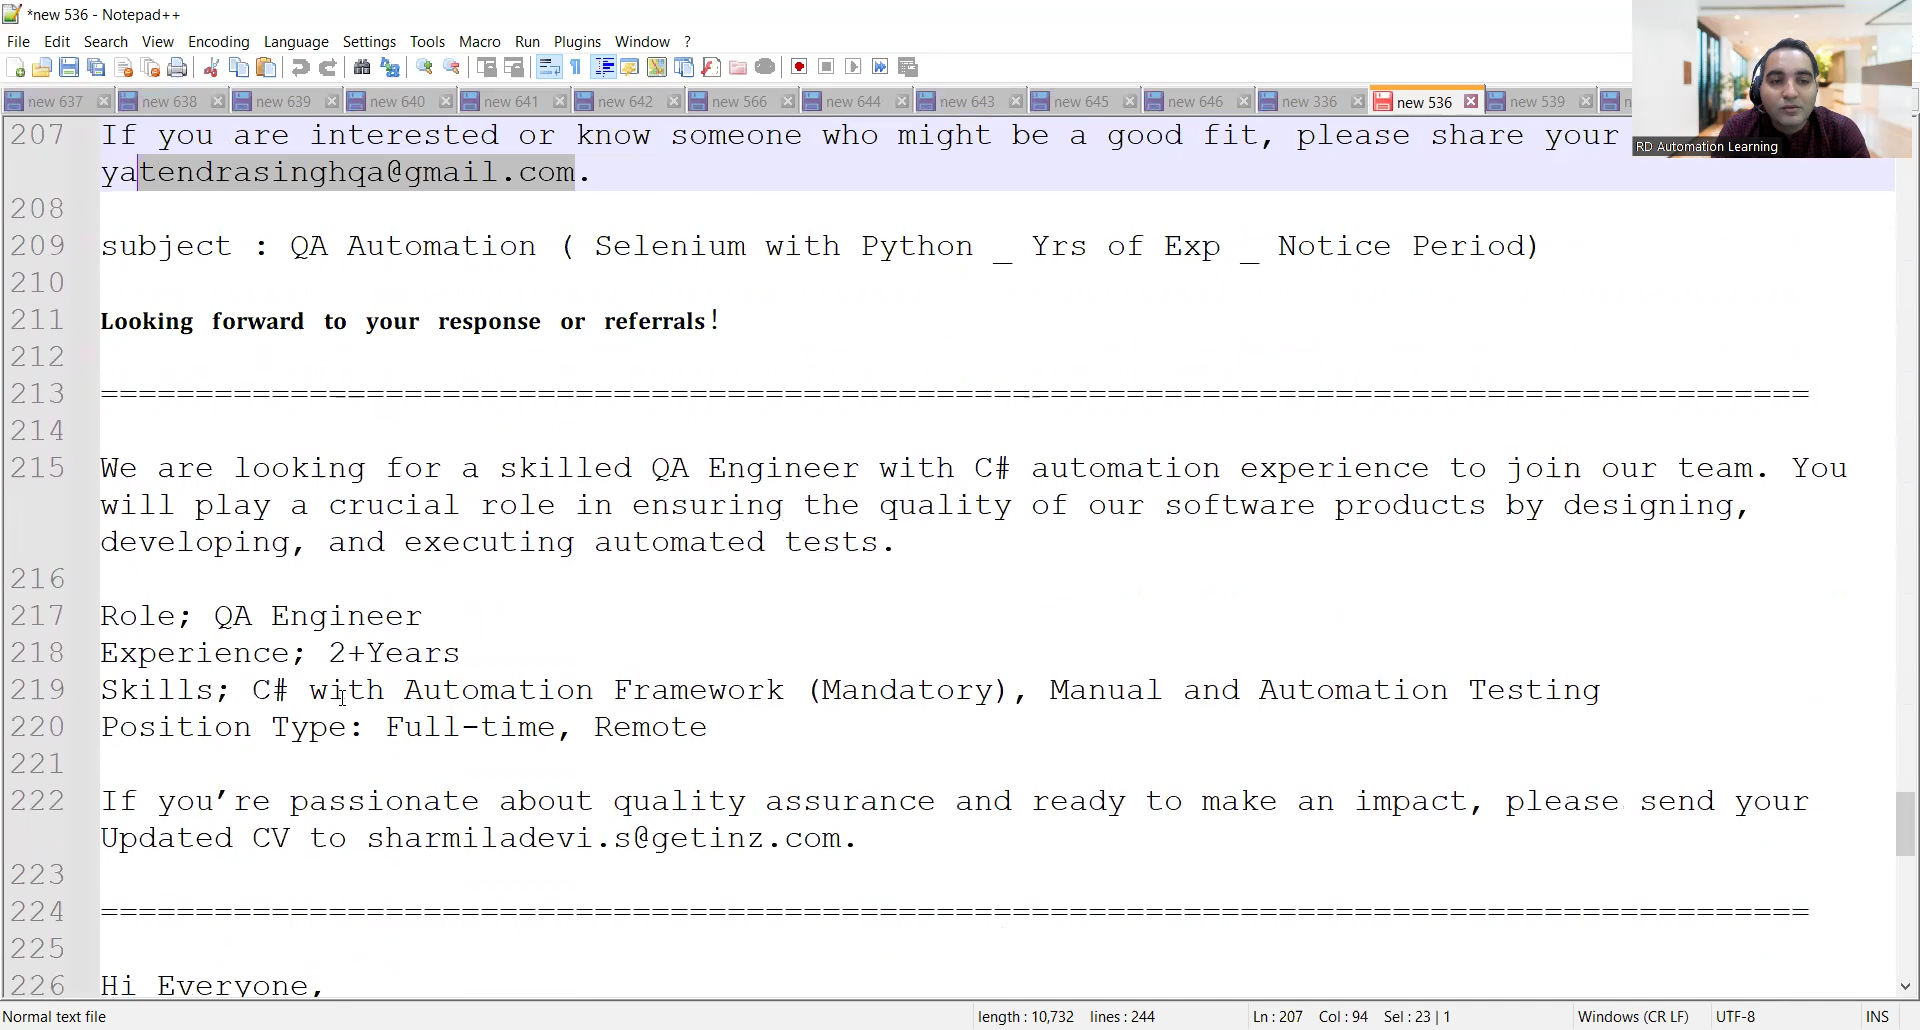 *new 536 - Notepad++
File Edit Search View Encoding Language Settings Tools Macro Run Plugins Window ?
new 637 new 638 new 639 new 640 new 641 new 642 new 566 new 644 new 643 new 645 new 646 new 336 new 536 new 539
RD Automation Learning
207 If you are interested or know someone who might be a good fit, please share your
yatendrasinghqa@gmail.com.
208
209 subject : QA Automation ( Selenium with Python _ Yrs of Exp _ Notice Period)
210
211 Looking forward to your response or referrals!
212
213 ==========================================================================================
214
215 We are looking for a skilled QA Engineer with C# automation experience to join our team. You
will play a crucial role in ensuring the quality of our software products by designing,
developing, and executing automated tests.
216
217 Role; QA Engineer
218 Experience; 2+Years
219 Skills; C# with Automation Framework (Mandatory), Manual and Automation Testing
220 Position Type: Full-time, Remote
221
222 If you’re passionate about quality assurance and ready to make an impact, please send your
Updated CV to sharmiladevi.s@getinz.com.
223
224 ==========================================================================================
225
226 Hi Everyone,
Normal text file length : 10,732 lines : 244 Ln : 207 Col : 94 Sel : 23 | 1 Windows (CR LF) UTF-8 INS